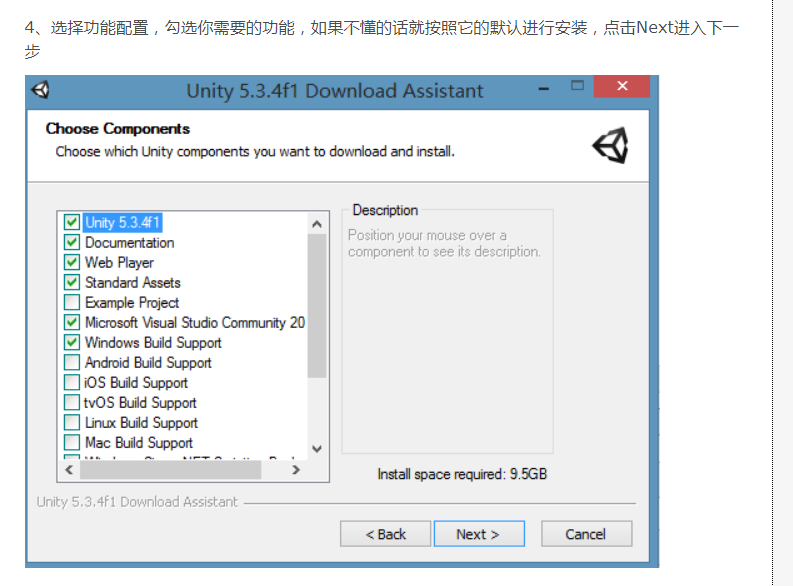 4、选择功能配置，勾选你需要的功能，如果不懂的话就按照它的默认进行安装，点击Next进入下一
步
Unity 5.3.4f1 Download Assistant
Choose Components
Choose which Unity components you want to download and install.
Unity 5.3.4f1
Documentation
Web Player
Standard Assets
Example Project
Microsoft Visual Studio Community 20
Windows Build Support
Android Build Support
iOS Build Support
tvOS Build Support
Linux Build Support
Mac Build Support
Description
Position your mouse over a
component to see its description.
Install space required: 9.5GB
Unity 5.3.4f1 Download Assistant
< Back
Next >
Cancel